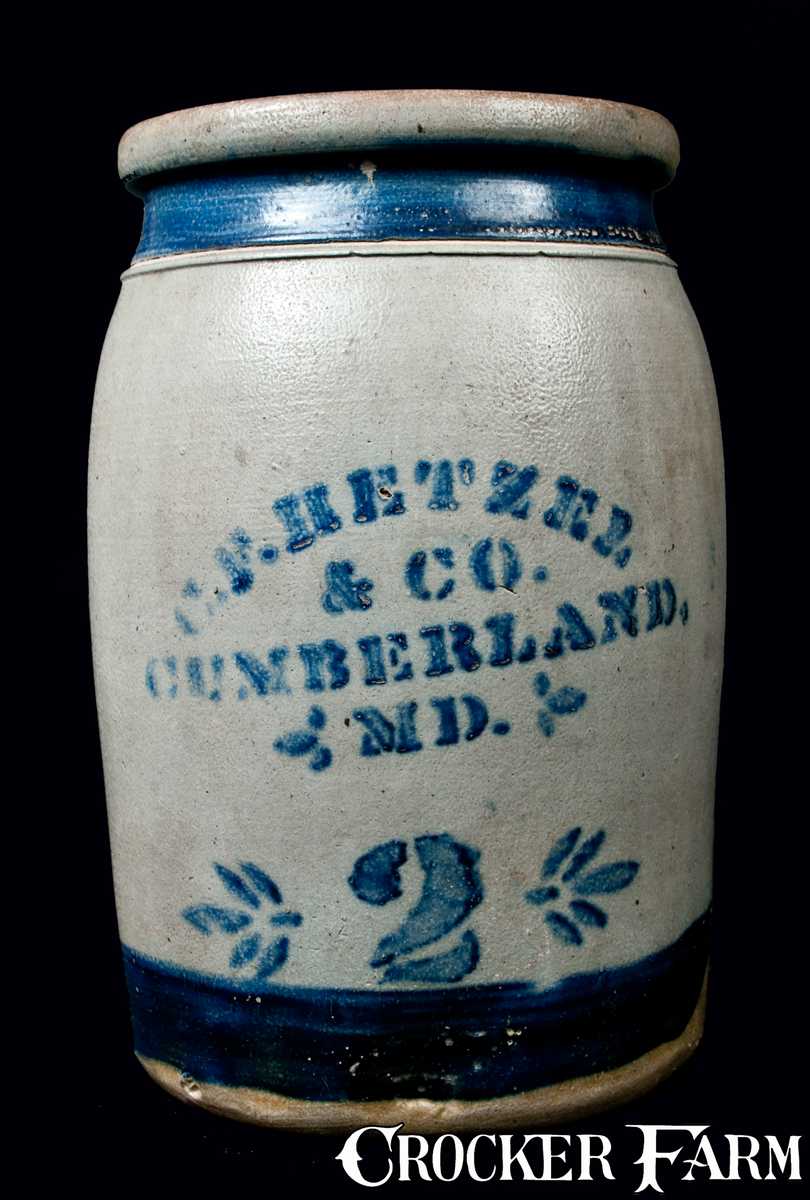 C.F. HETZEL
& CO.
CUMBERLAND,
MD.
2
CROCKER FARM